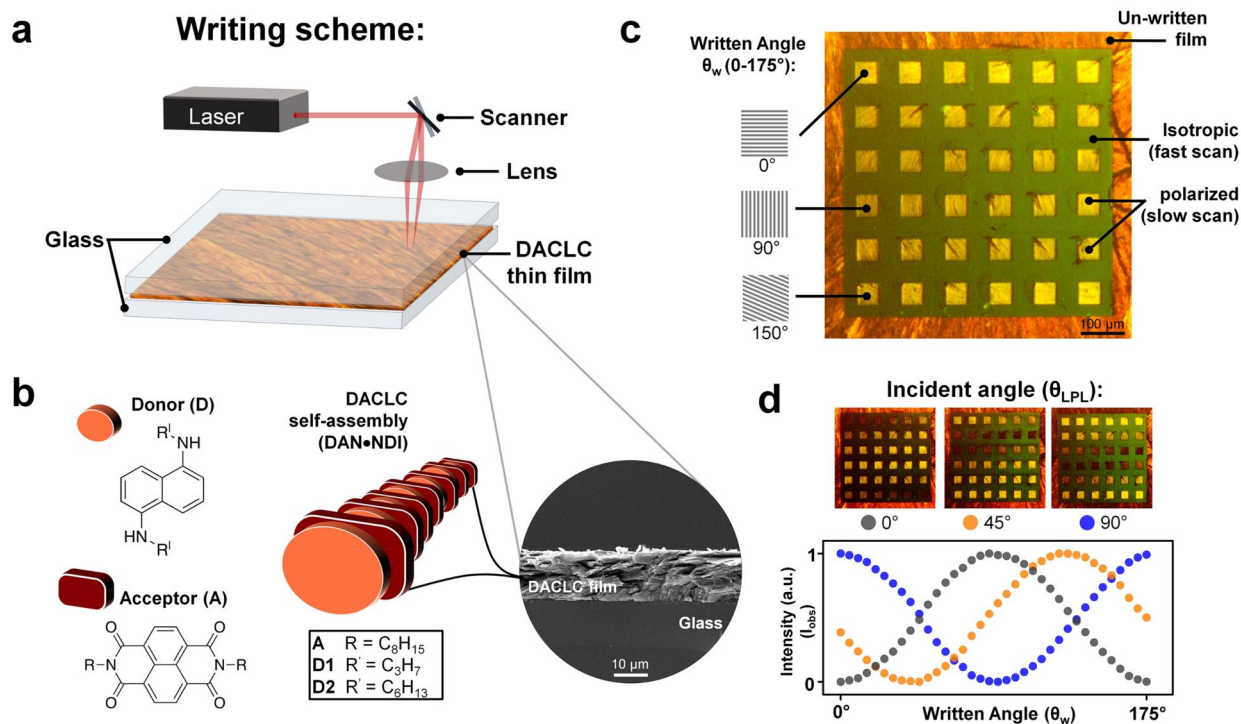 a
Writing scheme:
Laser
Scanner
Lens
Glass
DACLC
thin film
b
Donor (D)
R^I
NH
HN
R^I
Acceptor (A)
O
O
R-N
N-R
O
O
DACLC
self-assembly
(DAN•NDI)
A R = C8H15
D1 R' = C3H7
D2 R' = C6H13
DACLC film
Glass
10 µm
c
Written Angle
θw (0-175°):
0°
90°
150°
Un-written
film
Isotropic
(fast scan)
polarized
(slow scan)
100 µm
d
Incident angle (θLPL):
0° 45° 90°
Intensity (a.u.)
(Iobs)
1
0
0° Written Angle (θw) 175°